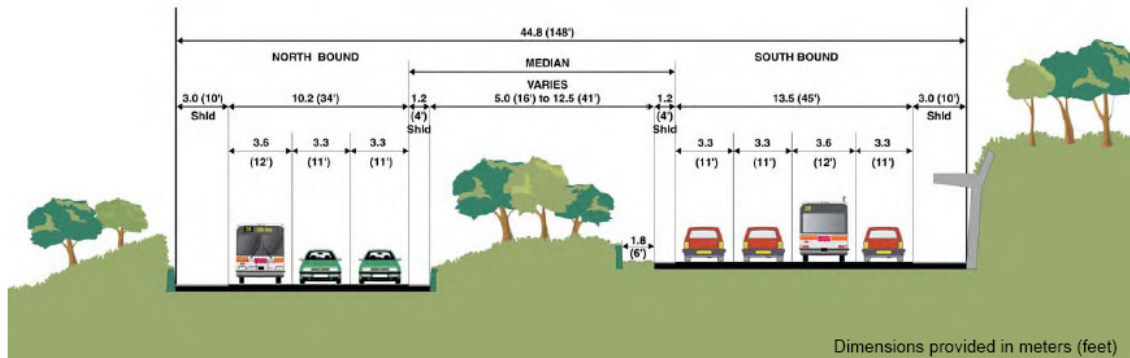 44.8 (148')
NORTH BOUND
SOUTH BOUND
MEDIAN
VARIES
3.0 (10')
Shld
10.2 (34')
1.2
(4')
Shld
5.0 (16') to 12.5 (41')
1.2
(4')
Shld
13.5 (45')
3.0 (10')
Shld
3.6
(12')
3.3
(11')
3.3
(11')
3.3
(11')
3.3
(11')
3.6
(12')
3.3
(11')
1.8
(6')
Dimensions provided in meters (feet)